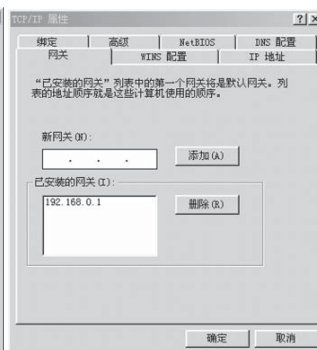 TCP/IP 属性
绑定 高级 NetBIOS DNS 配置
网关 WINS 配置 IP 地址
“已安装的网关”列表中的第一个网关将是默认网关。列
表的地址顺序就是这些计算机使用的顺序。
新网关(N):
. . . 添加(A)
已安装的网关(I):
192.168.0.1 删除(R)
确定 取消